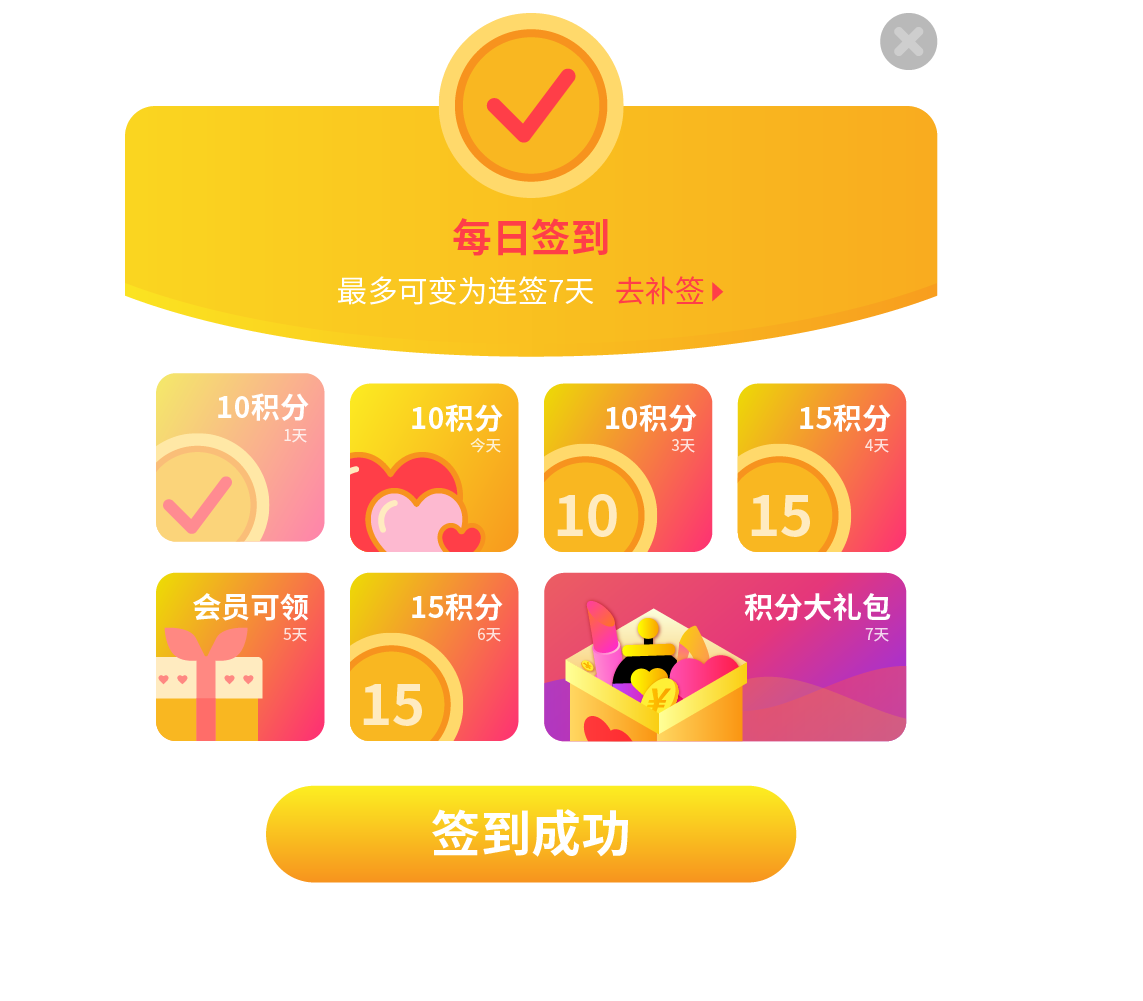 每日签到
最多可变为连签7天 去补签
10积分
1天
10积分
今天
10积分
3天
10
15积分
4天
15
会员可领
5天
15积分
6天
15
积分大礼包
7天
¥
签到成功